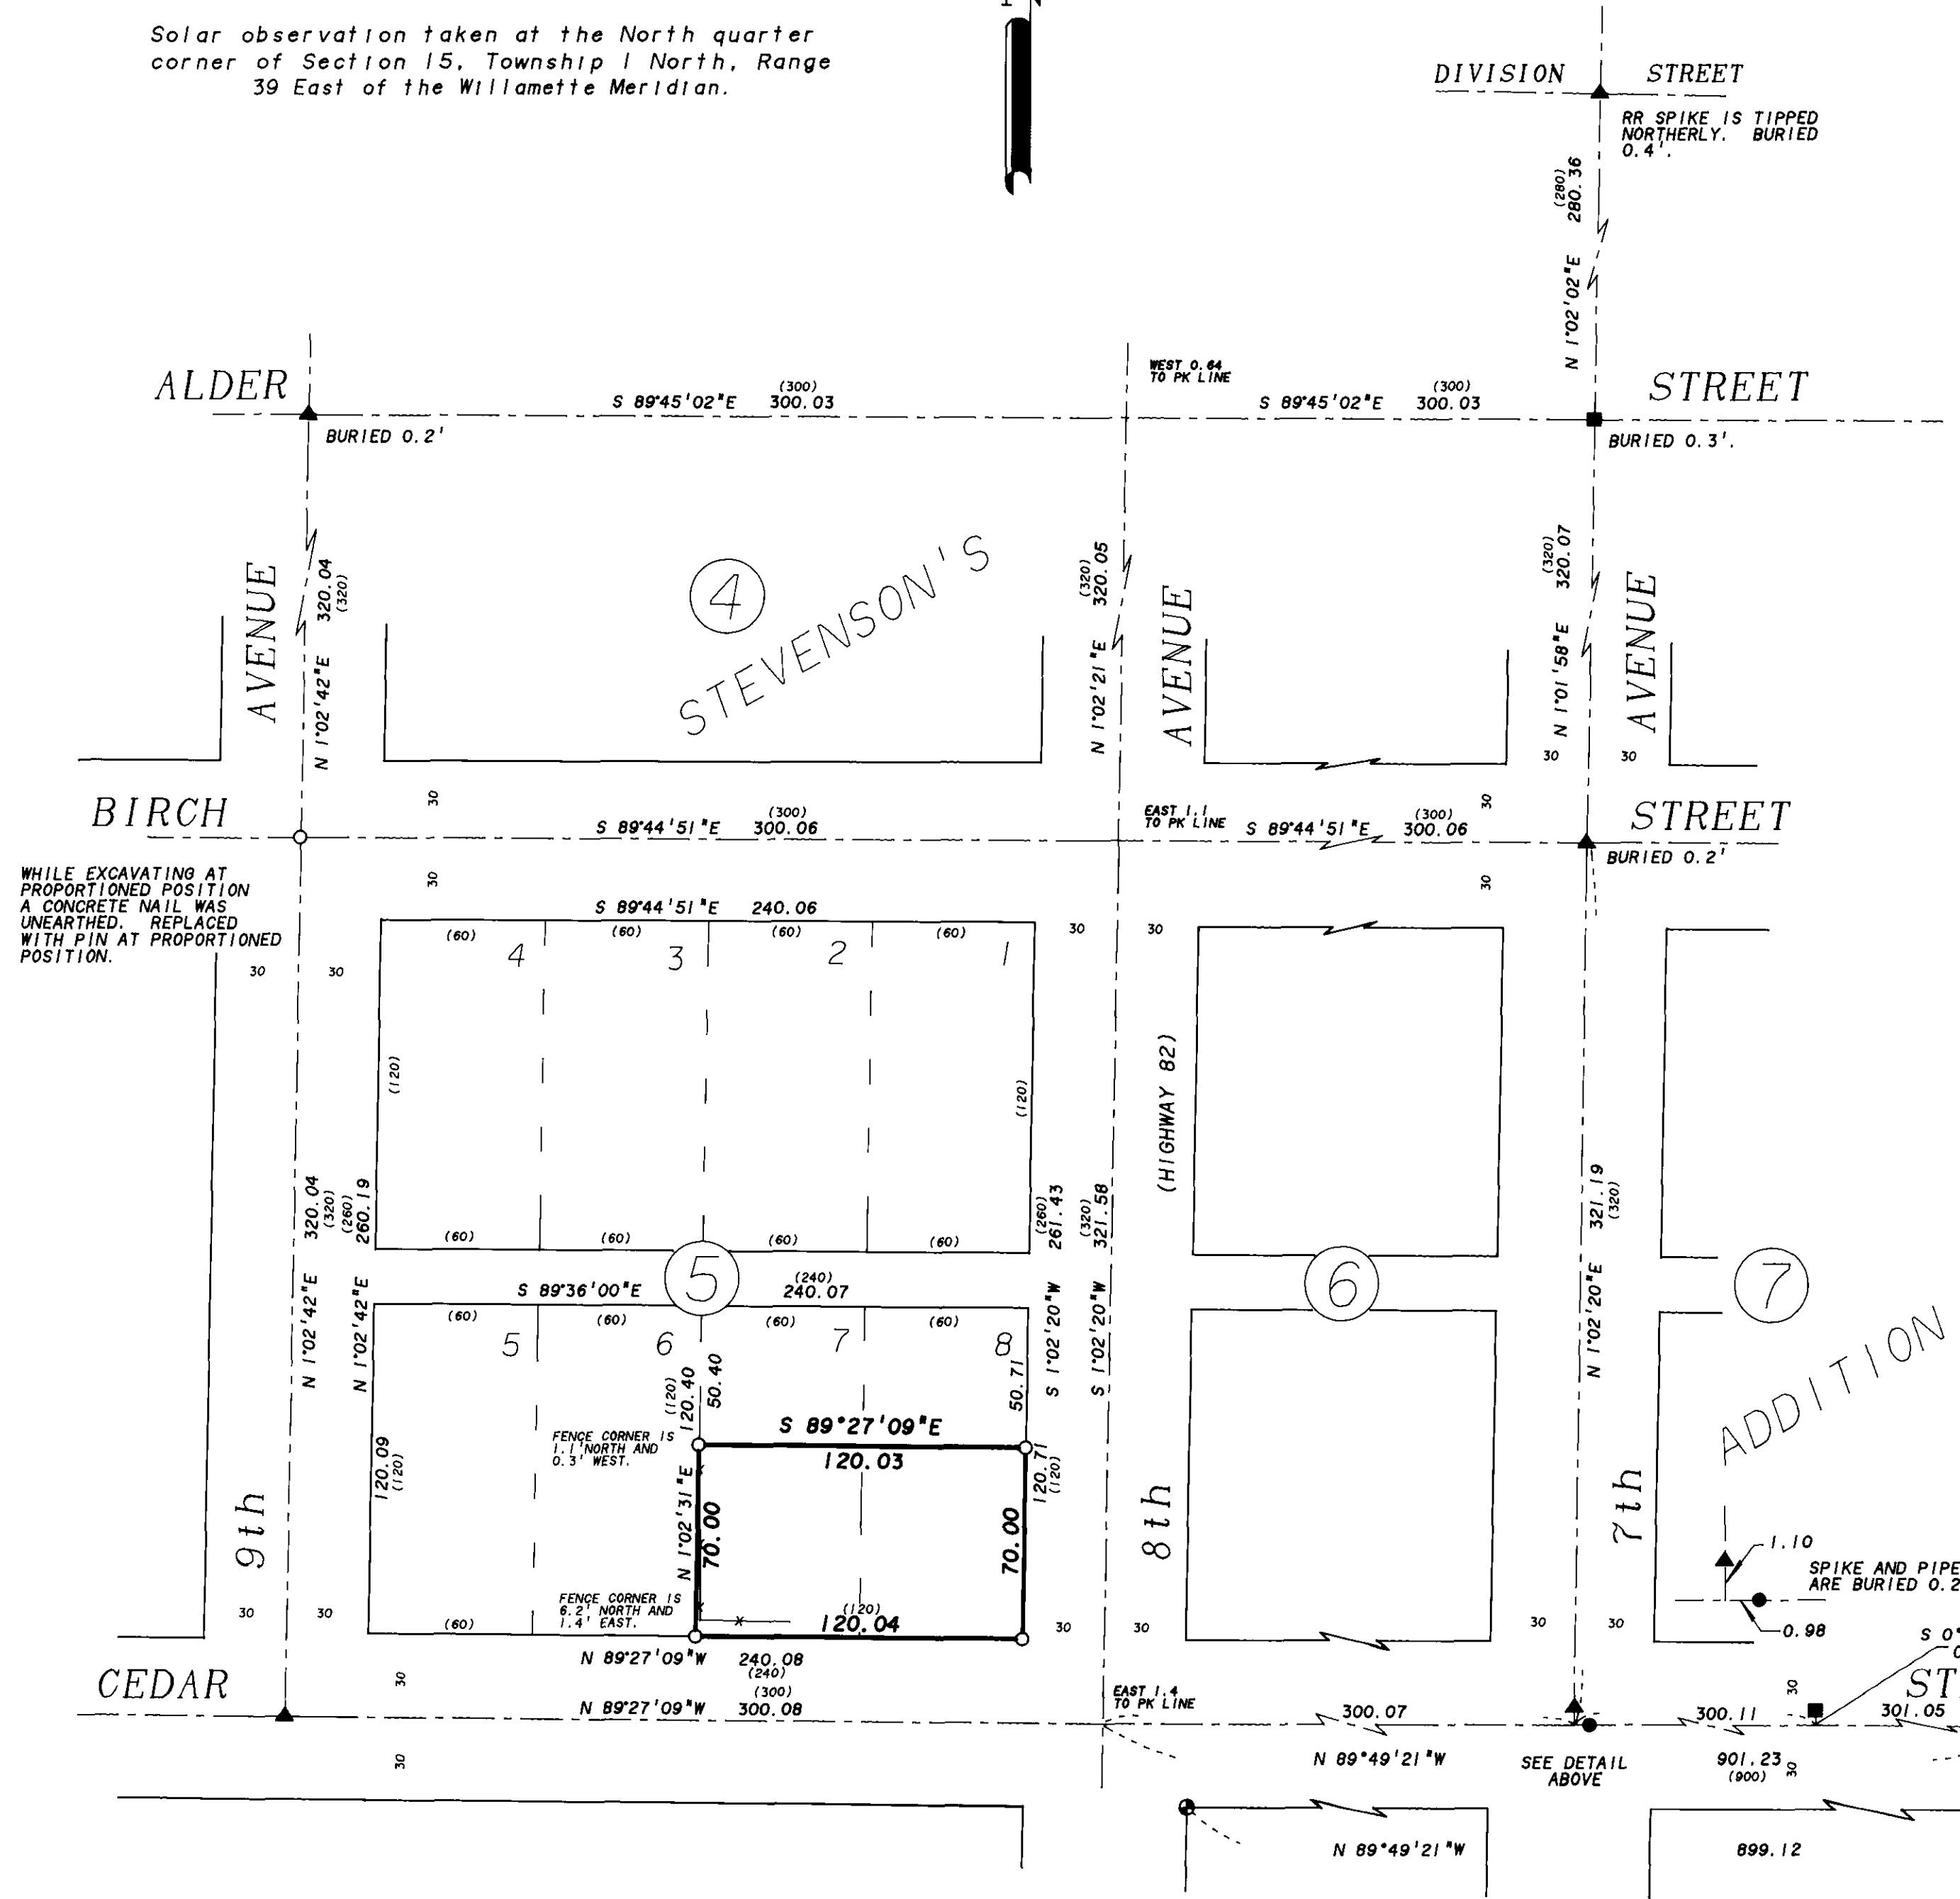 Solar observation taken at the North quarter
corner of Section 15, Township 1 North, Range
39 East of the Willamette Meridian.
DIVISION STREET
RR SPIKE IS TIPPED
NORTHERLY. BURIED
0.4'.
(280)
280.36
N 1°02'02"E
ALDER STREET
(300)
S 89°45'02"E 300.03
WEST 0.64
TO PK LINE
(300)
S 89°45'02"E 300.03
BURIED 0.2'
BURIED 0.3'.
AVENUE
320.04
(320)
N 1°02'42"E
4
STEVENSON'S
(320)
320.05
N 1°02'21"E
AVENUE
(320)
320.07
N 1°01'58"E
AVENUE
30
30
BIRCH STREET
30
(300)
S 89°44'51"E 300.06
EAST 1.1
TO PK LINE
(300)
S 89°44'51"E 300.06
30
BURIED 0.2'
WHILE EXCAVATING AT
PROPORTIONED POSITION
A CONCRETE NAIL WAS
UNEARTHED. REPLACED
WITH PIN AT PROPORTIONED
POSITION.
30
30
S 89°44'51"E 240.06
(60) (60) (60) (60)
4 3 2 1
30 30
30 30
(120)
(120)
(HIGHWAY 82)
320.04
(320)
(260)
260.19
N 1°02'42"E
N 1°02'42"E
(260)
261.43
(320)
321.58
S 1°02'20"W
S 1°02'20"W
321.19
(320)
N 1°02'20"E
(60) (60) (60) (60)
5
6
7
S 89°36'00"E
(240)
240.07
(60) (60) (60) (60)
5 6 7 8
(120)
120.40
50.40
50.71
ADDITION
S 89°27'09"E
120.03
FENCE CORNER IS
1.1' NORTH AND
0.3' WEST.
120.09
(120)
N 1°02'31"E
70.00
70.00
120.71
(120)
9th
8th
7th
1.10
SPIKE AND PIPE
ARE BURIED 0.2
0.98
FENCE CORNER IS
6.2' NORTH AND
1.4' EAST.
30 30
(60)
(120)
120.04
30 30
30 30
N 89°27'09"W 240.08
(240)
CEDAR
30
(300)
N 89°27'09"W 300.08
EAST 1.4
TO PK LINE
300.07
300.11
30
S 0°
ST
301.05
30
N 89°49'21"W
SEE DETAIL
ABOVE
901.23
(900)
30
N 89°49'21"W
899.12